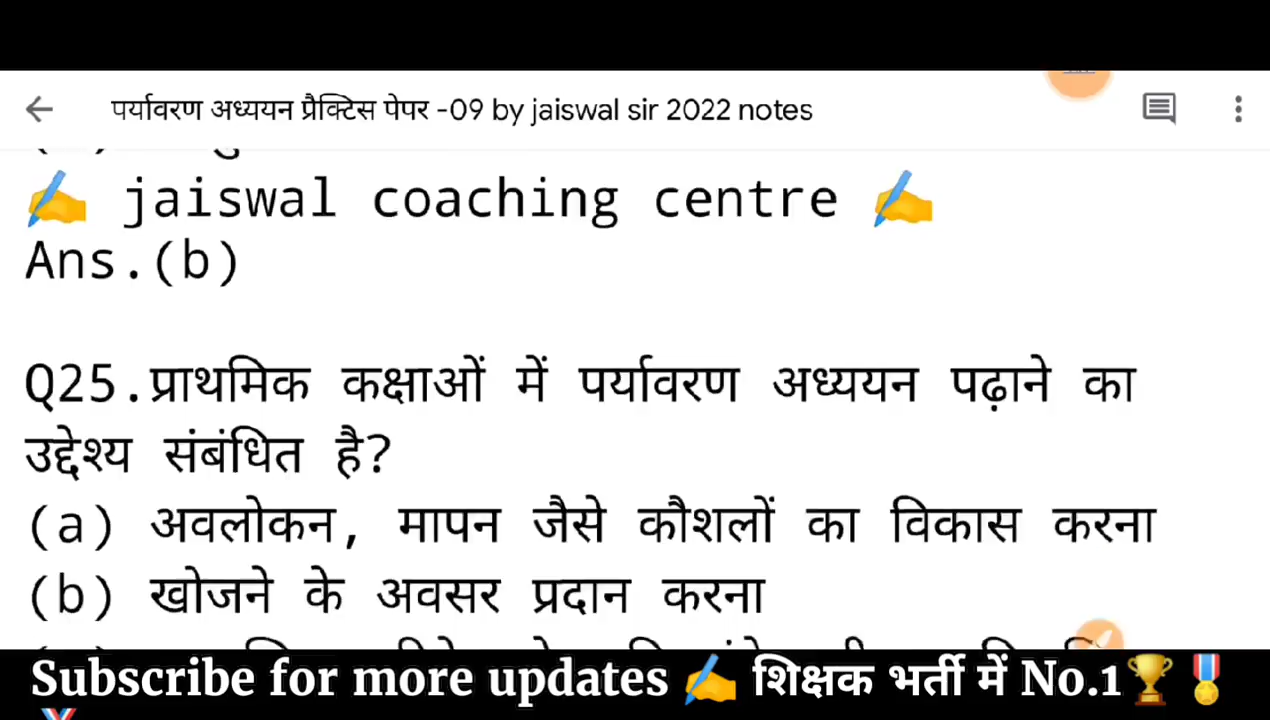 पर्यावरण अध्ययन प्रैक्टिस पेपर -09 by jaiswal sir 2022 notes
✍ jaiswal coaching centre ✍
Ans.(b)
Q25.प्राथमिक कक्षाओं में पर्यावरण अध्ययन पढ़ाने का
उद्देश्य संबंधित है?
(a) अवलोकन, मापन जैसे कौशलों का विकास करना
(b) खोजने के अवसर प्रदान करना
Subscribe for more updates ✍ शिक्षक भर्ती में No.1🏆🏅